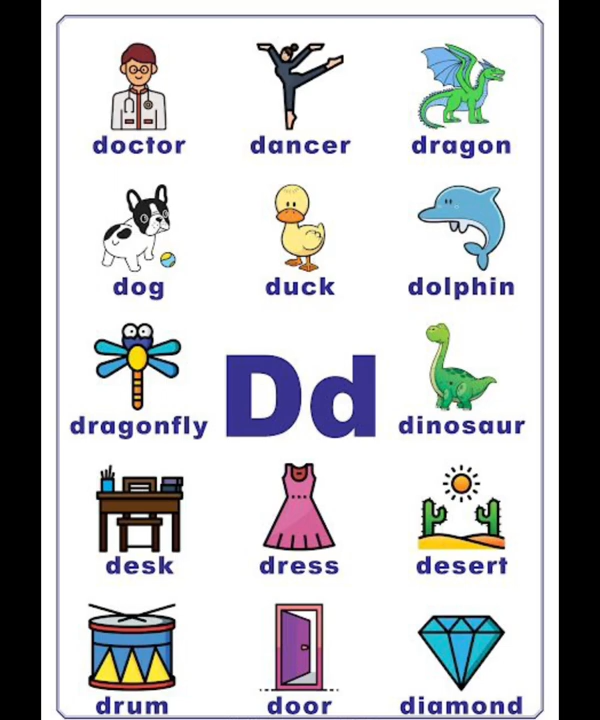 doctor dancer dragon
dog duck dolphin
dragonfly Dd dinosaur
desk dress desert
drum door diamond